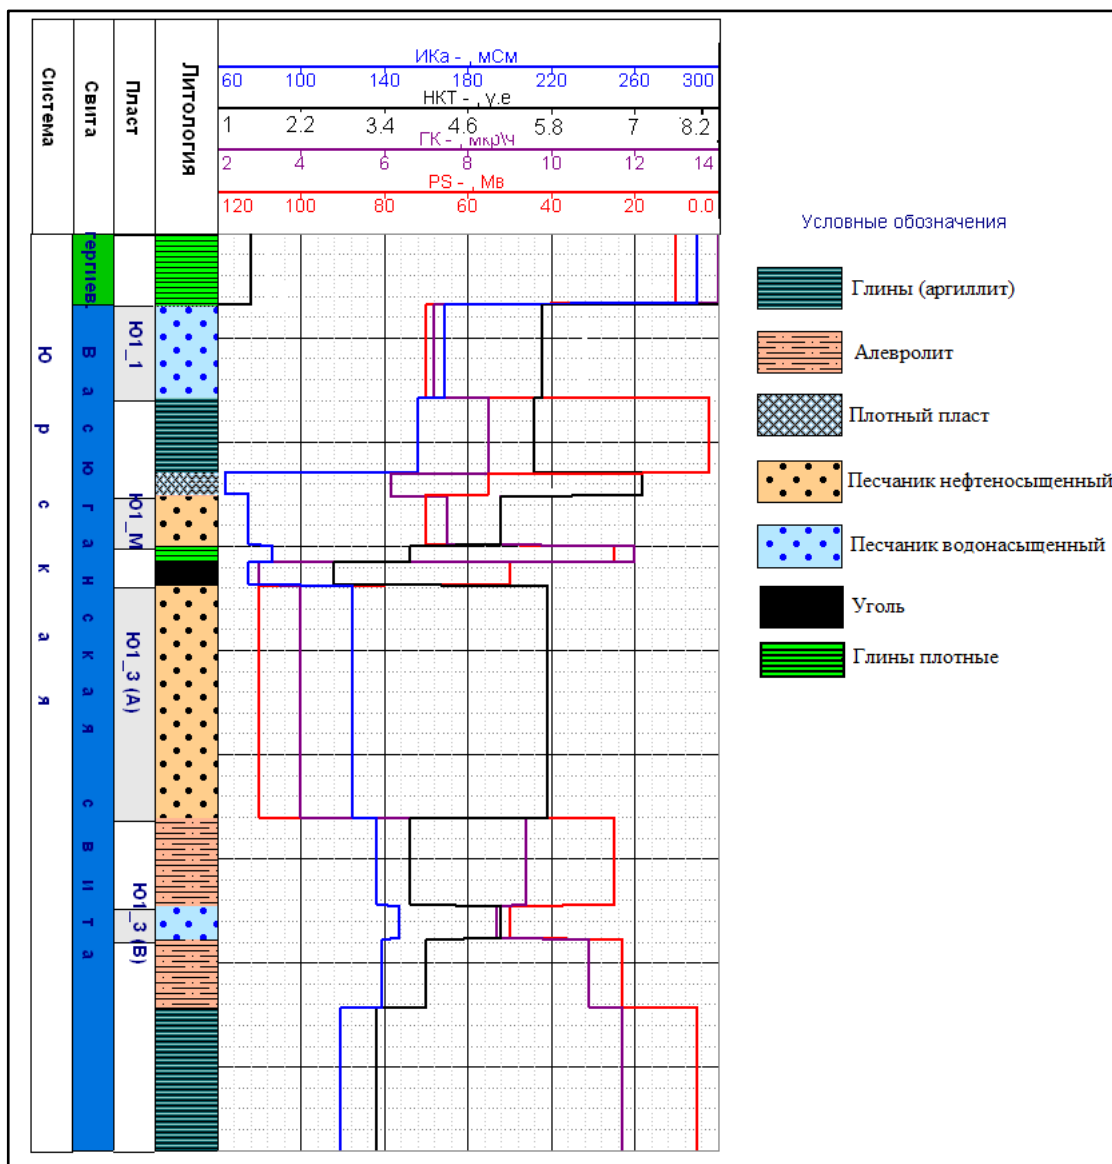 Система
Свита
Пласт
Литология
ИКа - , мСм
60 100 140 180 220 260 300
НКТ - , у.е
1 2.2 3.4 4.6 5.8 7 8.2
ГК - , мкр\ч
2 4 6 8 10 12 14
PS - , Мв
120 100 80 60 40 20 0.0
Юрская
гергиев.
Васюганская свита
Ю1_1
Ю1_М
Ю1_3 (А)
Ю1_3 (В)
Условные обозначения
Глины (аргиллит)
Алевролит
Плотный пласт
Песчаник нефтеносыщенный
Песчаник водонасыщенный
Уголь
Глины плотные